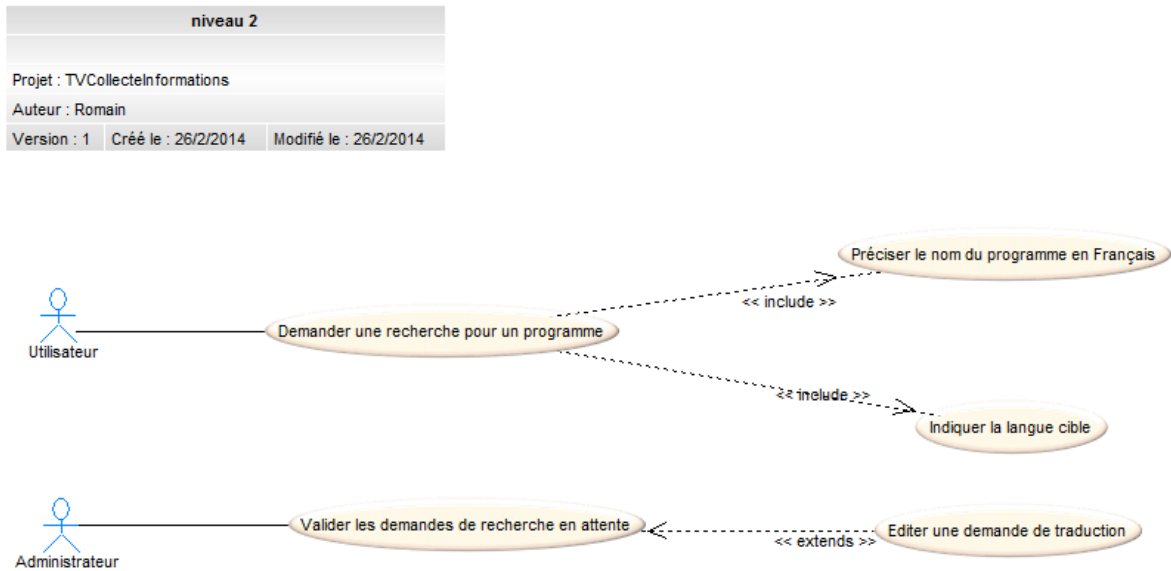 niveau 2
Projet : TVCollecteInformations
Auteur : Romain
Version : 1 Créé le : 26/2/2014 Modifié le : 26/2/2014
Préciser le nom du programme en Français
<< include >>
Demander une recherche pour un programme
Utilisateur
<< include >>
Indiquer la langue cible
Valider les demandes de recherche en attente
Editer une demande de traduction
<< extends >>
Administrateur